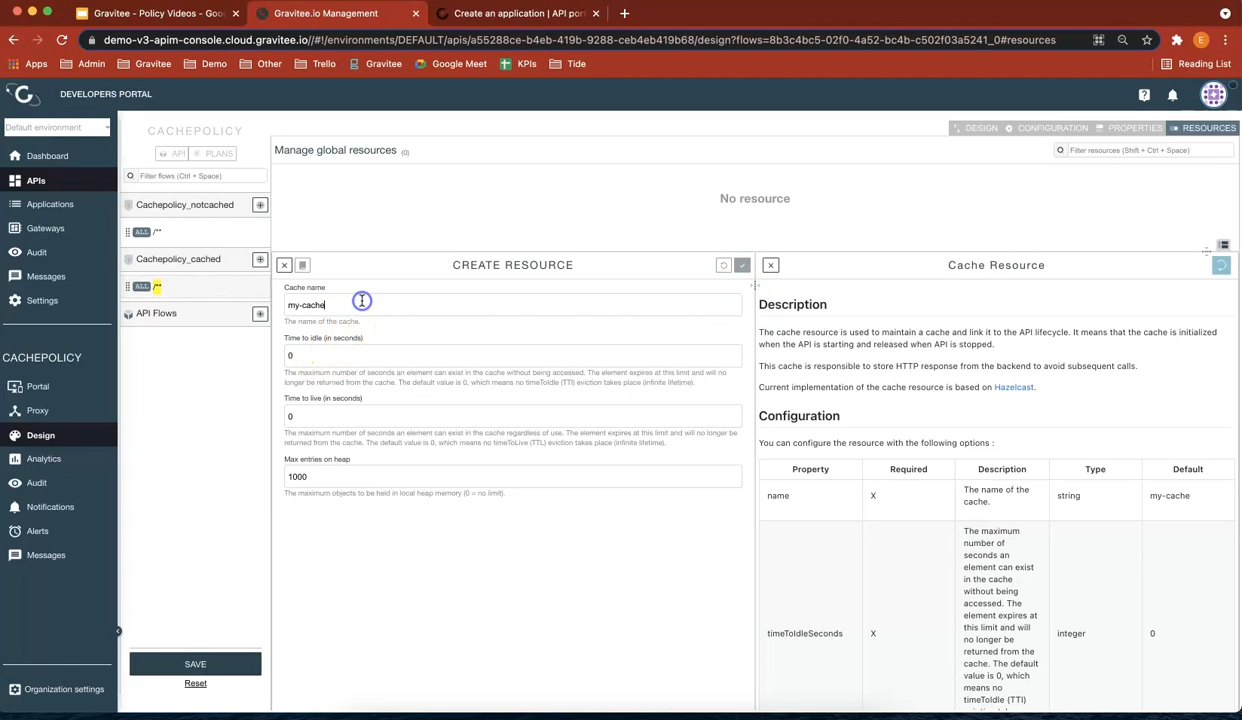 Gravitee - Policy Videos - Goo
Gravitee.io Management
Create an application | API por
demo-v3-apim-console.cloud.gravitee.io/#!/environments/DEFAULT/apis/a55288ce-b4eb-419b-9288-ceb4eb419b68/design?flows=8b3c4bc5-02f0-4a52-bc4b-c502f03a5241_0#resources
Apps
Admin
Gravitee
Demo
Other
Trello
Gravitee
Google Meet
KPIs
Tide
Reading List
DEVELOPERS PORTAL
Default environment
Dashboard
APIs
Applications
Gateways
Audit
Messages
Settings
CACHEPOLICY
Portal
Proxy
Design
Analytics
Audit
Notifications
Alerts
Messages
Organization settings
CACHEPOLICY
API
PLANS
Filter flows (Ctrl + Space)
Cachepolicy_notcached
ALL /**
Cachepolicy_cached
ALL /**
API Flows
SAVE
Reset
DESIGN
CONFIGURATION
PROPERTIES
RESOURCES
Manage global resources (0)
Filter resources (Shift + Ctrl + Space)
No resource
CREATE RESOURCE
Cache name
my-cache
The name of the cache.
Time to idle (in seconds)
0
The maximum number of seconds an element can exist in the cache without being accessed. The element expires at this limit and will no
longer be returned from the cache. The default value is 0, which means no timeToIdle (TTI) eviction takes place (infinite lifetime).
Time to live (in seconds)
0
The maximum number of seconds an element can exist in the cache regardless of use. The element expires at this limit and will no longer be
returned from the cache. The default value is 0, which means no timeToLive (TTL) eviction takes place (infinite lifetime).
Max entries on heap
1000
The maximum objects to be held in local heap memory (0 = no limit).
Cache Resource
Description
The cache resource is used to maintain a cache and link it to the API lifecycle. It means that the cache is initialized
when the API is starting and released when API is stopped.
This cache is responsible to store HTTP response from the backend to avoid subsequent calls.
Current implementation of the cache resource is based on Hazelcast.
Configuration
You can configure the resource with the following options :
Property
Required
Description
Type
Default
name
X
The name of the
cache.
string
my-cache
timeToIdleSeconds
X
The maximum
number of
seconds an
element can exist
in the cache
without being
accessed. The
element expires at
this limit and will
no longer be
returned from the
cache. The default
value is 0, which
means no
timeToIdle (TTI)
integer
0
E